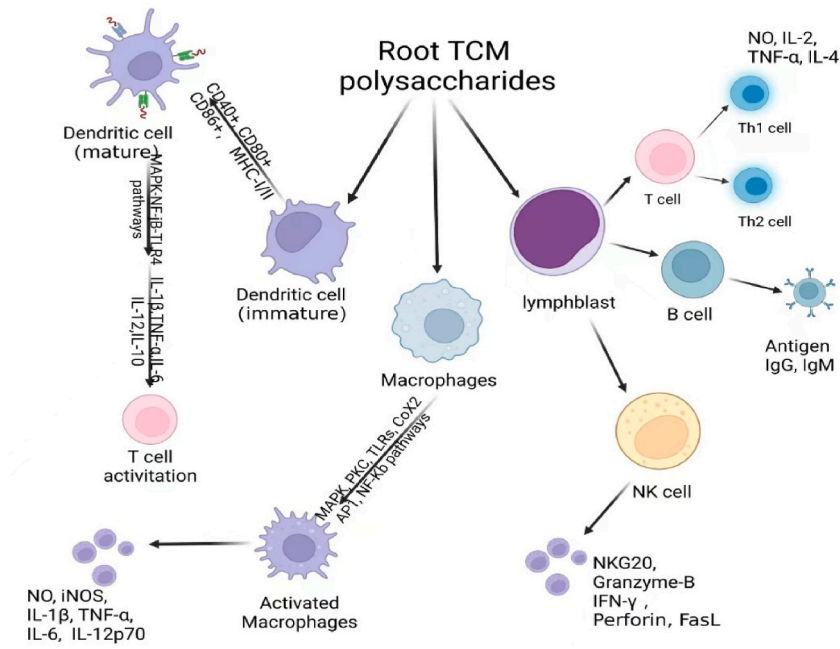 Root TCM
polysaccharides
NO, IL-2,
TNF-α, IL-4
Th1 cell
T cell
Th2 cell
Dendritic cell
(mature)
CD40+ CD80+
CD86+, MHC-I/II
MAPK-NF-IB-TLR4
pathways
Dendritic cell
(immature)
lymphblast
B cell
Antigen
IgG, IgM
IL-1β,TNF-α,IL-6
IL-12,IL-10
Macrophages
T cell
activitation
MAPK, PKC, TLRs, CoX2
AP1, NF-Kb pathways
NK cell
NO, iNOS,
IL-1β, TNF-α,
IL-6, IL-12p70
Activated
Macrophages
NKG20,
Granzyme-B
IFN-γ ,
Perforin, FasL